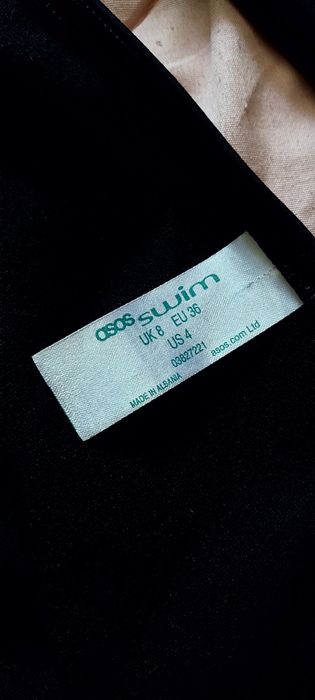 asos swim
UK 8 EU 36
US 4
03827221
MADE IN ALBANIA
asos.com Ltd